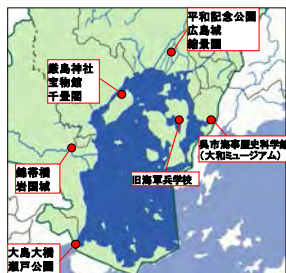 平和記念公園
広島城
縮景園
厳島神社
宝物館
千畳閣
呉市海事歴史科学館
(大和ミュージアム)
旧海軍兵学校
錦帯橋
岩国城
大島大橋
瀬戸公園